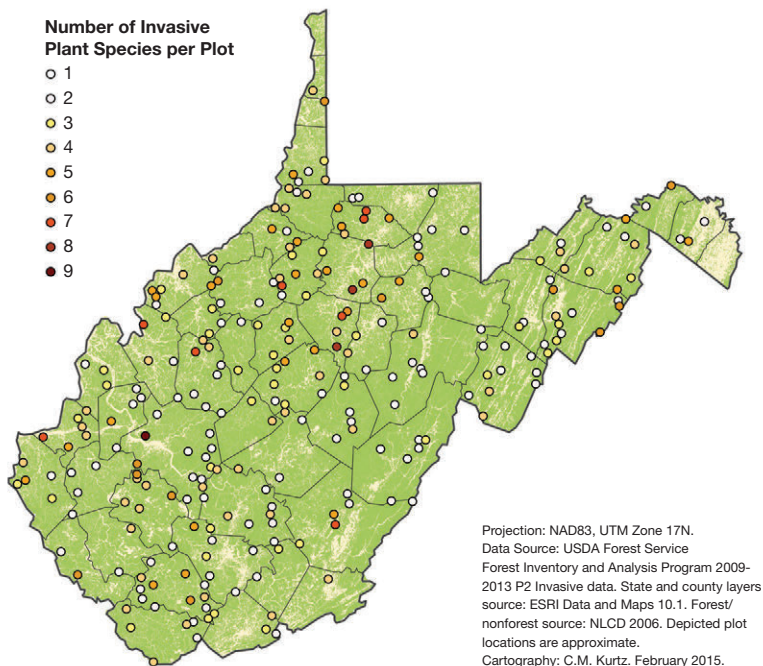 Number of Invasive
Plant Species per Plot
1
2
3
4
5
6
7
8
9
Projection: NAD83, UTM Zone 17N.
Data Source: USDA Forest Service
Forest Inventory and Analysis Program 2009-
2013 P2 Invasive data. State and county layers
source: ESRI Data and Maps 10.1. Forest/
nonforest source: NLCD 2006. Depicted plot
locations are approximate.
Cartography: C.M. Kurtz. February 2015.